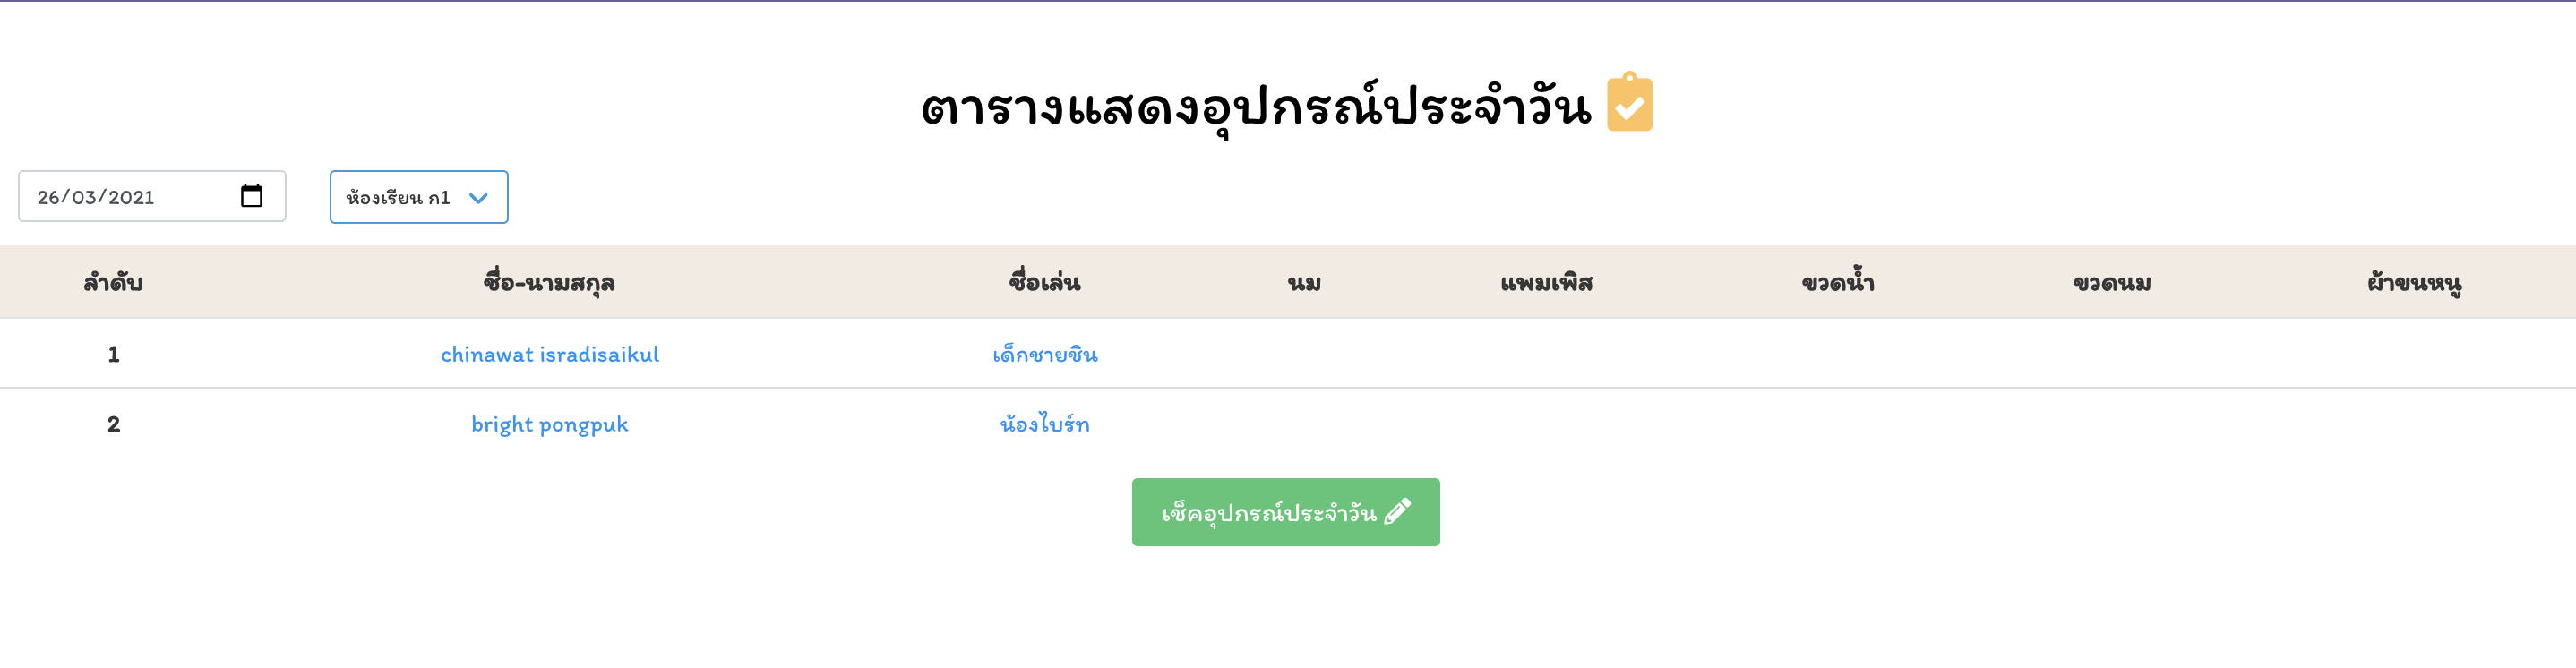 ตารางแสดงอุปกรณ์ประจำวัน
26/03/2021 ห้องเรียน ก1
ลำดับ ชื่อ-นามสกุล ชื่อเล่น นม แพมเพิส ขวดน้ำ ขวดนม ผ้าขนหนู
1 chinawat isradisaikul เด็กชายชิน
2 bright pongpuk น้องไบร์ท
เช็คอุปกรณ์ประจำวัน